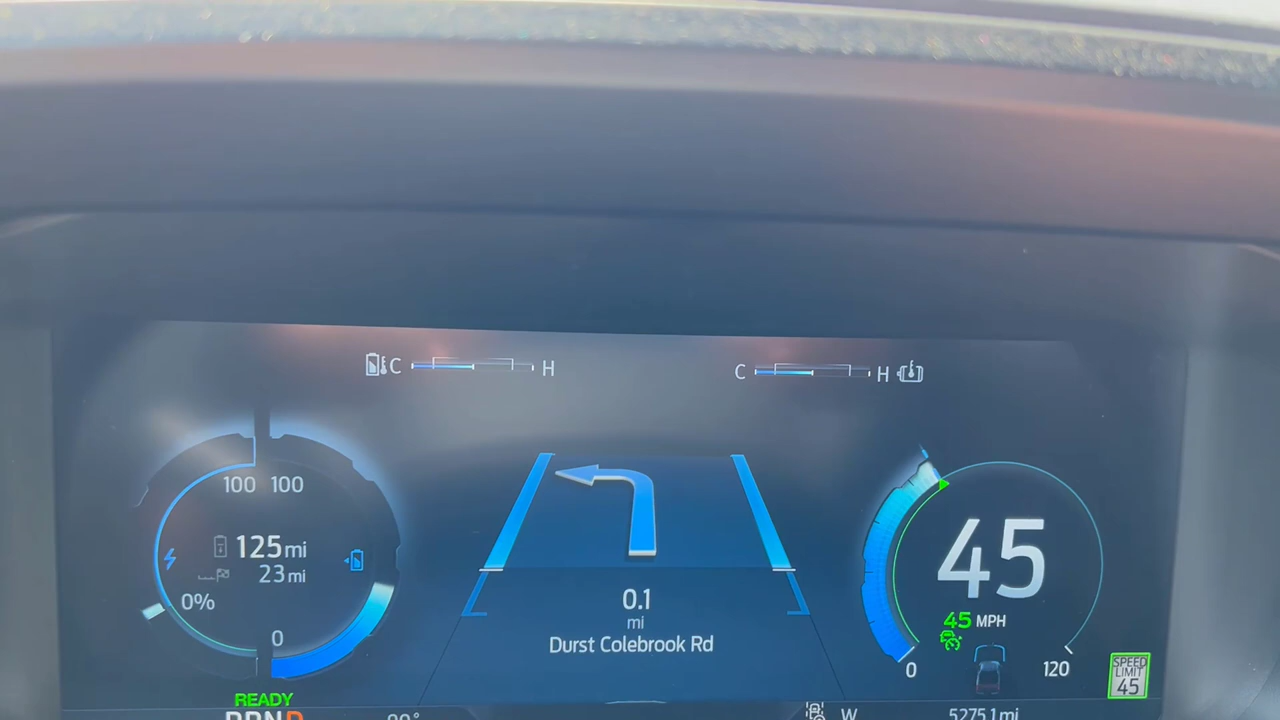 C H
C H
100 100
125 mi
23 mi
0%
0
READY
PRND
0.1
mi
Durst Colebrook Rd
45
45 MPH
0 120
SPEED
LIMIT
45
W
5275.1 mi